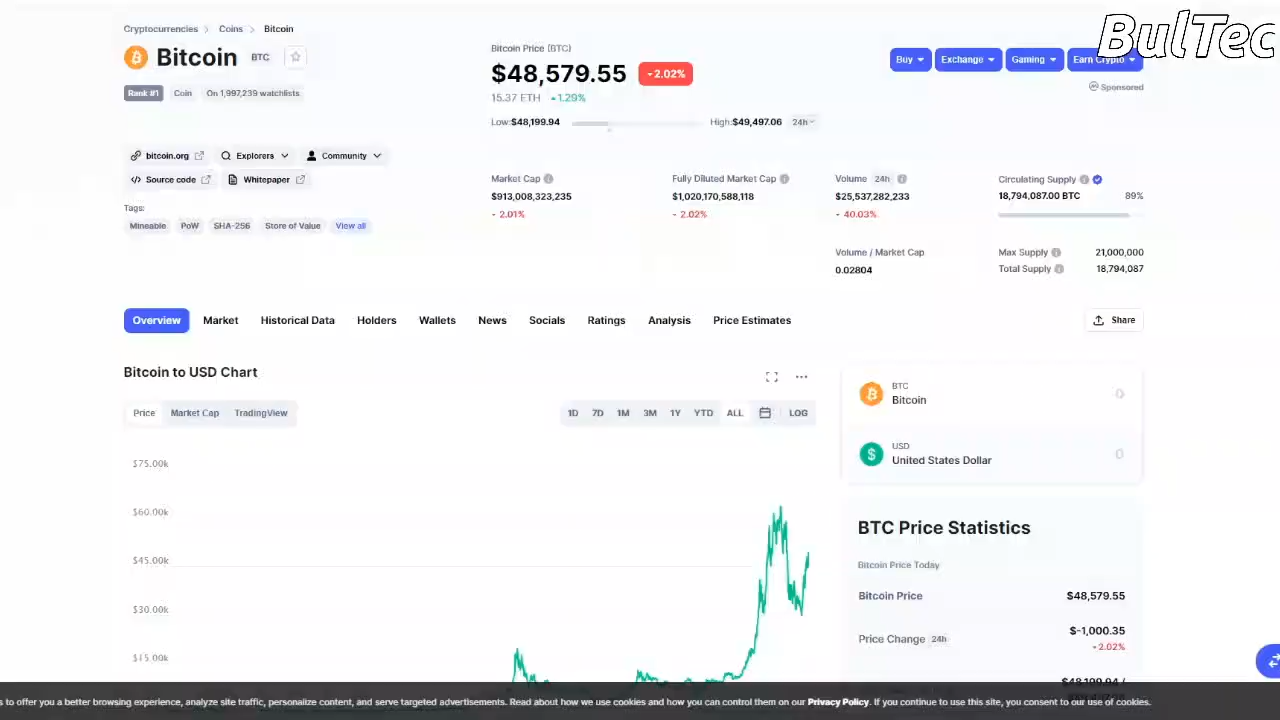 BulTec
Cryptocurrencies > Coins > Bitcoin
Bitcoin BTC
Rank #1 Coin On 1,997,239 watchlists
bitcoin.org Explorers Community
Source code Whitepaper
Tags:
Mineable PoW SHA-256 Store of Value View all
Bitcoin Price (BTC)
$48,579.55 -2.02%
15.37 ETH 1.29%
Low:$48,199.94 High:$49,497.06 24h
Buy Exchange Gaming Earn Crypto
Sponsored
Market Cap
$913,008,323,235
- 2.01%
Fully Diluted Market Cap
$1,020,170,588,118
- 2.02%
Volume 24h
$25,537,282,233
- 40.03%
Volume / Market Cap
0.02804
Circulating Supply
18,794,087.00 BTC 89%
Max Supply 21,000,000
Total Supply 18,794,087
Overview Market Historical Data Holders Wallets News Socials Ratings Analysis Price Estimates
Share
Bitcoin to USD Chart
Price Market Cap TradingView
1D 7D 1M 3M 1Y YTD ALL LOG
$75.00k
$60.00k
$45.00k
$30.00k
$15.00k
BTC
Bitcoin 0
USD
United States Dollar 0
BTC Price Statistics
Bitcoin Price Today
Bitcoin Price $48,579.55
Price Change 24h $-1,000.35
-2.02%
$48,199.94 /
s to offer you a better browsing experience, analyze site traffic, personalize content, and serve targeted advertisements. Read about how we use cookies and how you can control them on our Privacy Policy. If you continue to use this site, you consent to our use of cookies.